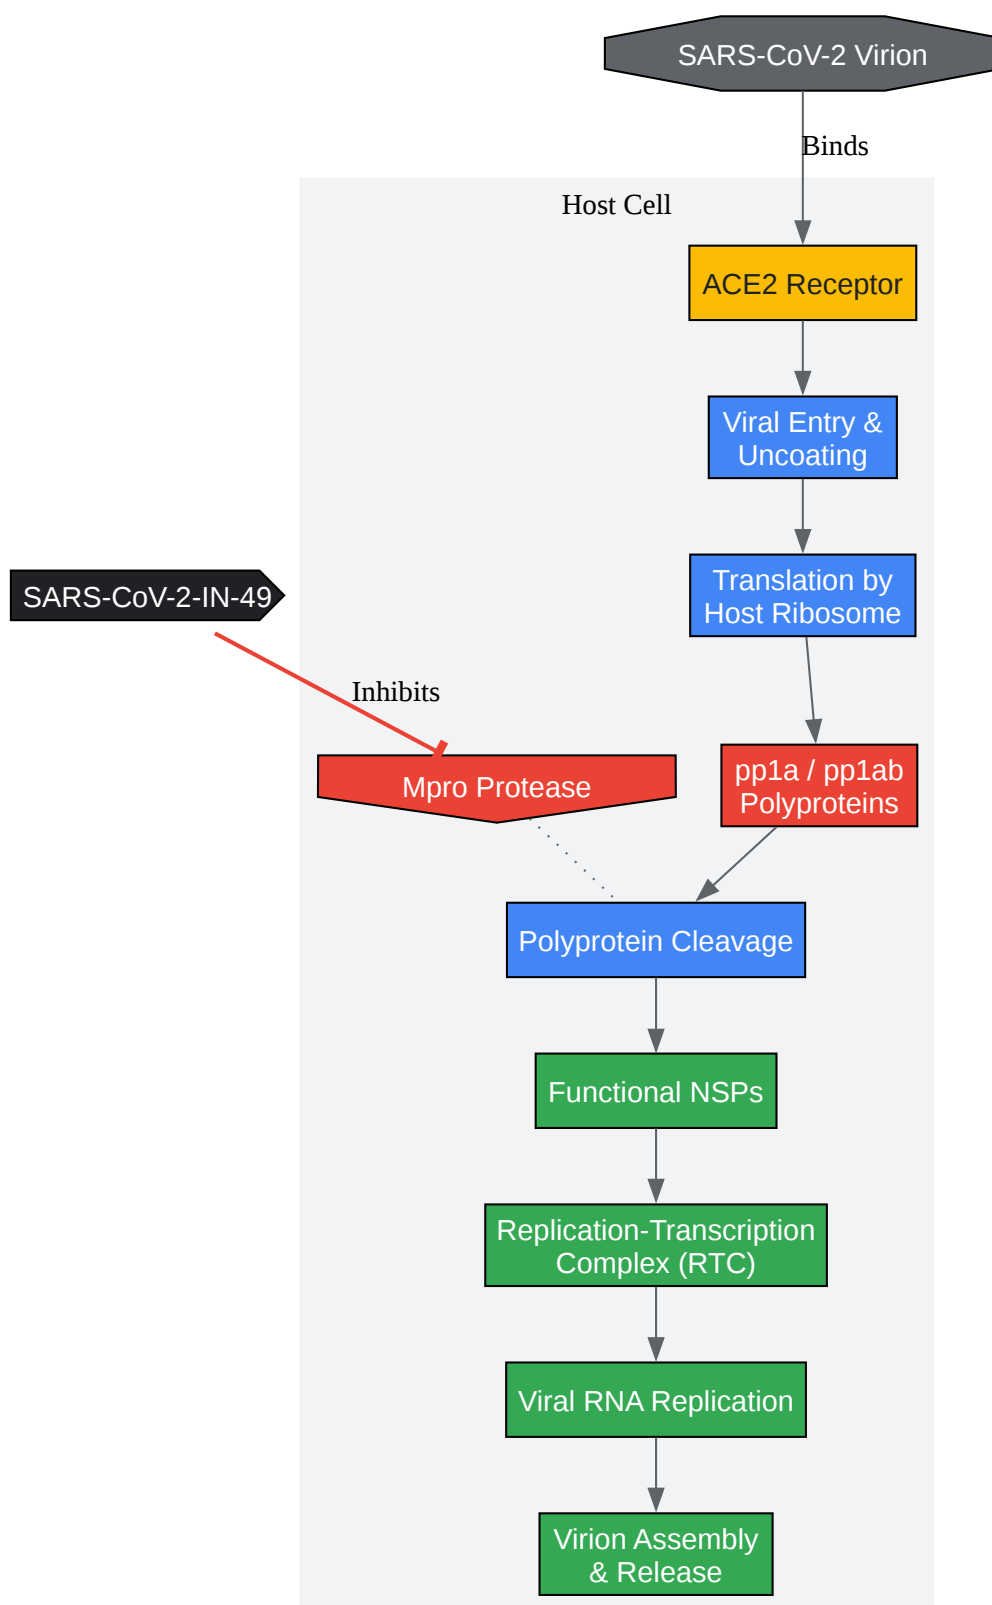 SARS-CoV-2 Virion
Binds
Host Cell
ACE2 Receptor
Viral Entry &
Uncoating
Translation by
Host Ribosome
SARS-CoV-2-IN-49
Inhibits
Mpro Protease
pp1a / pp1ab
Polyproteins
Polyprotein Cleavage
Functional NSPs
Replication-Transcription
Complex (RTC)
Viral RNA Replication
Virion Assembly
& Release